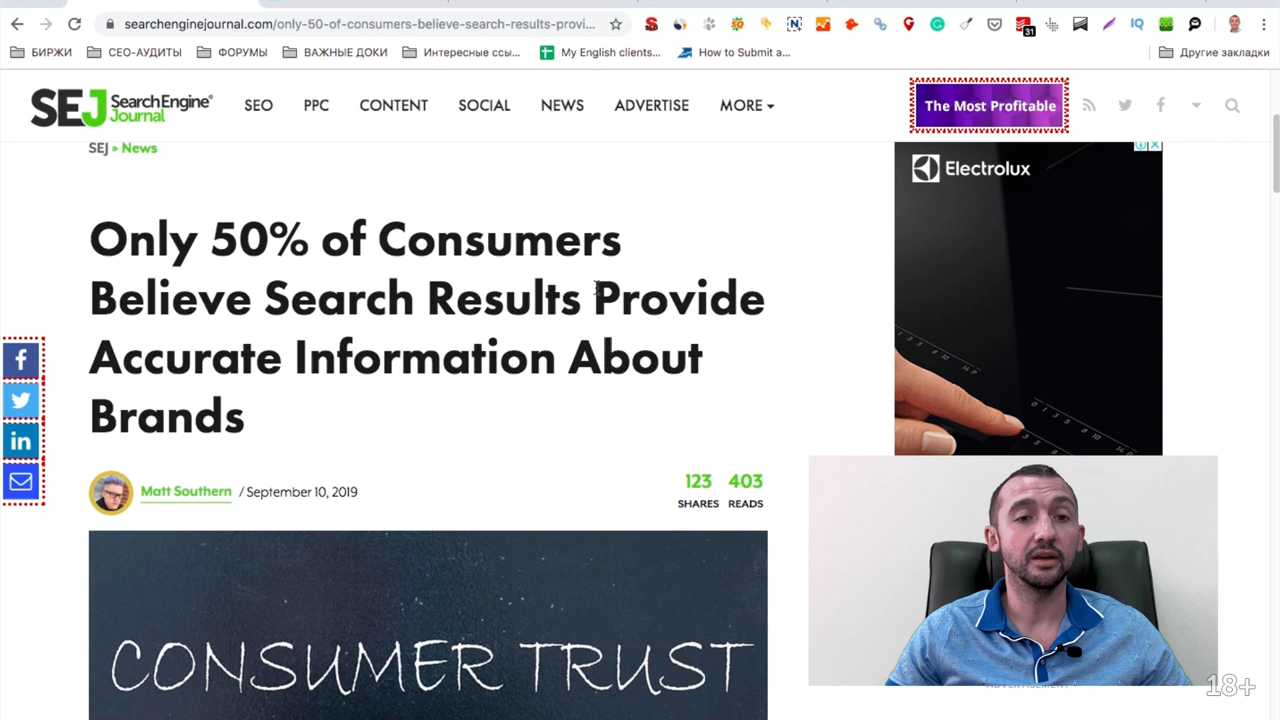 searchenginejournal.com/only-50-of-consumers-believe-search-results-provi...
31
БИРЖИ
СЕО-АУДИТЫ
ФОРУМЫ
ВАЖНЫЕ ДОКИ
Интересные ссы...
My English clients...
How to Submit a...
Другие закладки
SEJ SearchEngine Journal
SEO
PPC
CONTENT
SOCIAL
NEWS
ADVERTISE
MORE
The Most Profitable
SEJ » News
Electrolux
Only 50% of Consumers
Believe Search Results Provide
Accurate Information About
Brands
Matt Southern / September 10, 2019
123 SHARES
403 READS
CONSUMER TRUST
18+